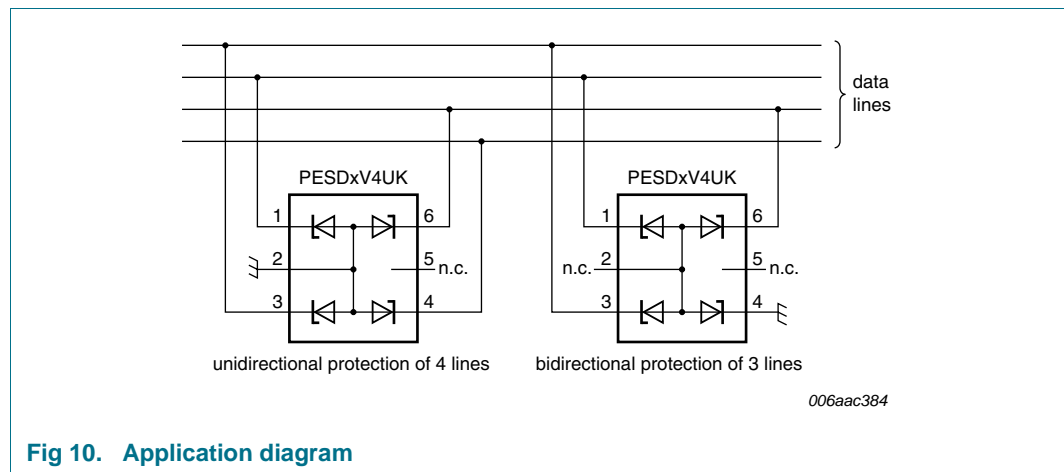 data
lines
PESDxV4UK PESDxV4UK
1 6 1 6
2 5 n.c. n.c. 2 5 n.c.
3 4 3 4
unidirectional protection of 4 lines bidirectional protection of 3 lines
006aac384
Fig 10. Application diagram